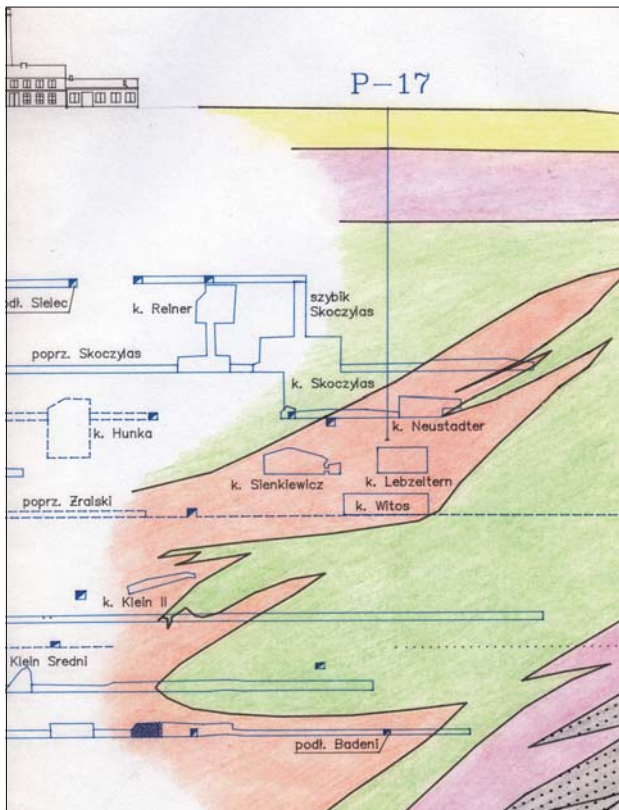 P-17
podł. Sielec
k. Reiner
szybik
Skoczylas
poprz. Skoczylas
k. Skoczylas
k. Hunka
k. Neustadter
k. Sienkiewicz
k. Lebzeltern
poprz. Zralski
k. Witos
k. Klein II
Klein Sredni
podł. Badeni